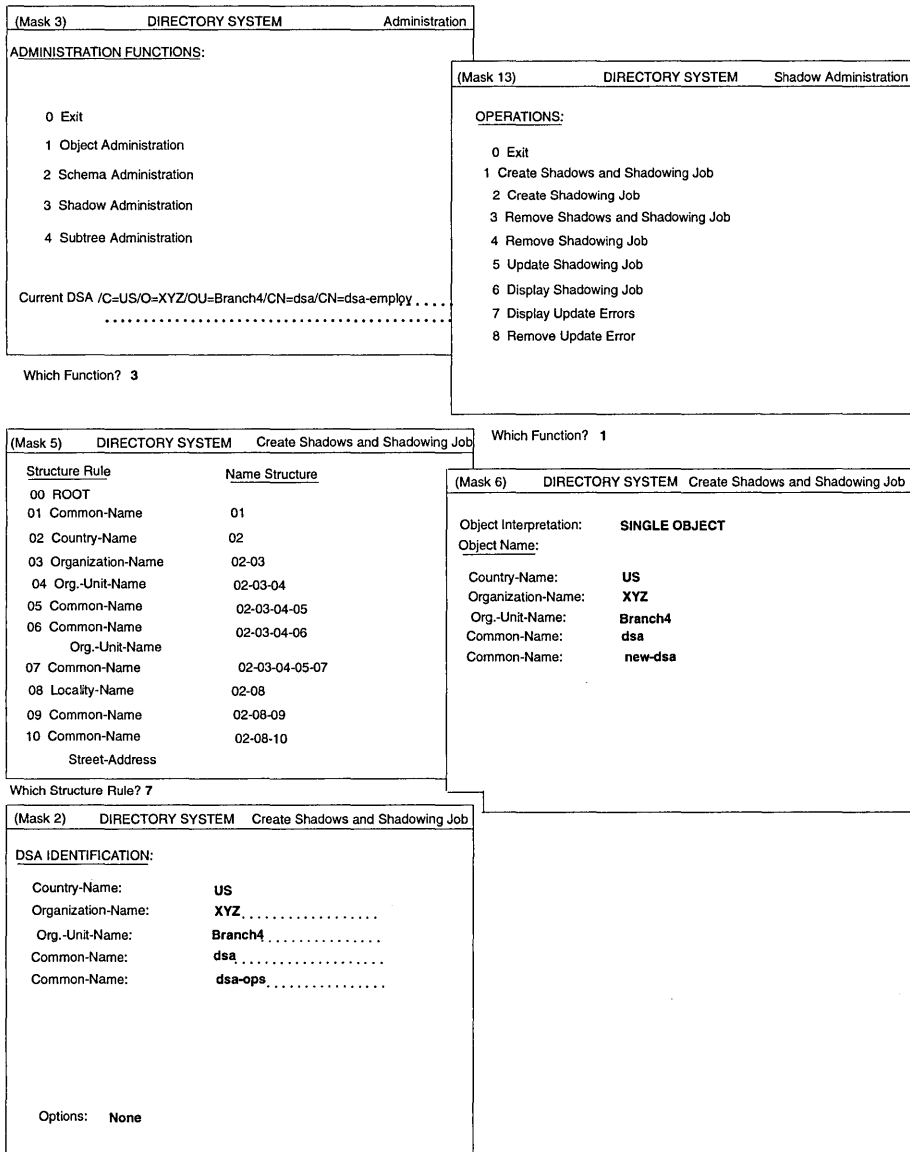 (Mask 3) DIRECTORY SYSTEM Administration
ADMINISTRATION FUNCTIONS:
0 Exit
1 Object Administration
2 Schema Administration
3 Shadow Administration
4 Subtree Administration
Current DSA /C=US/O=XYZ/OU=Branch4/CN=dsa/CN=dsa-employ
Which Function? 3
(Mask 13) DIRECTORY SYSTEM Shadow Administration
OPERATIONS:
0 Exit
1 Create Shadows and Shadowing Job
2 Create Shadowing Job
3 Remove Shadows and Shadowing Job
4 Remove Shadowing Job
5 Update Shadowing Job
6 Display Shadowing Job
7 Display Update Errors
8 Remove Update Error
Which Function? 1
(Mask 5) DIRECTORY SYSTEM Create Shadows and Shadowing Job
Structure Rule Name Structure
00 ROOT
01 Common-Name 01
02 Country-Name 02
03 Organization-Name 02-03
04 Org.-Unit-Name 02-03-04
05 Common-Name 02-03-04-05
06 Common-Name 02-03-04-06
Org.-Unit-Name
07 Common-Name 02-03-04-05-07
08 Locality-Name 02-08
09 Common-Name 02-08-09
10 Common-Name 02-08-10
Street-Address
Which Structure Rule? 7
(Mask 6) DIRECTORY SYSTEM Create Shadows and Shadowing Job
Object Interpretation: SINGLE OBJECT
Object Name:
Country-Name: US
Organization-Name: XYZ
Org.-Unit-Name: Branch4
Common-Name: dsa
Common-Name: new-dsa
(Mask 2) DIRECTORY SYSTEM Create Shadows and Shadowing Job
DSA IDENTIFICATION:
Country-Name: US
Organization-Name: XYZ
Org.-Unit-Name: Branch4
Common-Name: dsa
Common-Name: dsa-ops
Options: None